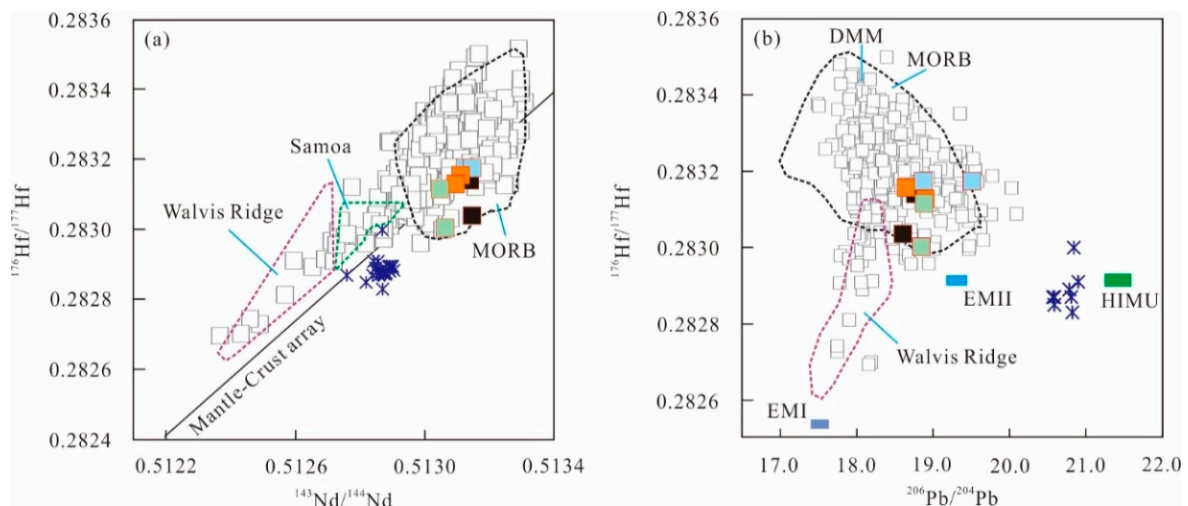 (a)
0.2836
0.2834
0.2832
0.2830
0.2828
0.2826
0.2824
¹⁷⁶Hf/¹⁷⁷Hf
Samoa
Walvis Ridge
MORB
Mantle-Crust array
0.5122
0.5126
0.5130
0.5134
¹⁴³Nd/¹⁴⁴Nd
(b)
0.2836
0.2834
0.2832
0.2830
0.2828
0.2826
¹⁷⁶Hf/¹⁷⁷Hf
DMM
MORB
EMII
HIMU
Walvis Ridge
EMI
17.0
18.0
19.0
20.0
21.0
22.0
²⁰⁶Pb/²⁰⁴Pb